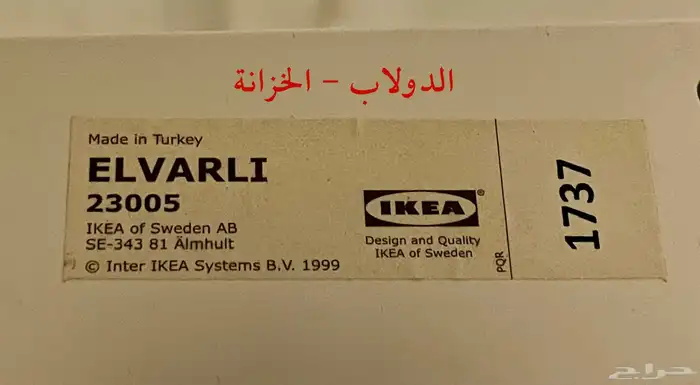 الدولاب - الخزانة
Made in Turkey
ELVARLI
23005
IKEA of Sweden AB
SE-343 81 Älmhult
© Inter IKEA Systems B.V. 1999
IKEA®
Design and Quality
IKEA of Sweden
PQR
1737
حراج